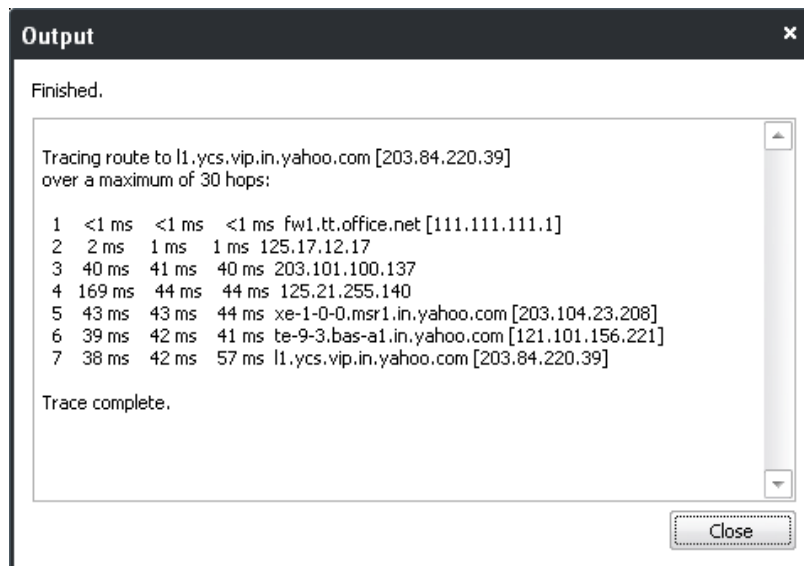 Output
Finished.
Tracing route to l1.ycs.vip.in.yahoo.com [203.84.220.39]
over a maximum of 30 hops:
1 <1 ms <1 ms <1 ms fw1.tt.office.net [111.111.111.1]
2 2 ms 1 ms 1 ms 125.17.12.17
3 40 ms 41 ms 40 ms 203.101.100.137
4 169 ms 44 ms 44 ms 125.21.255.140
5 43 ms 43 ms 44 ms xe-1-0-0.msr1.in.yahoo.com [203.104.23.208]
6 39 ms 42 ms 41 ms te-9-3.bas-a1.in.yahoo.com [121.101.156.221]
7 38 ms 42 ms 57 ms l1.ycs.vip.in.yahoo.com [203.84.220.39]
Trace complete.
Close